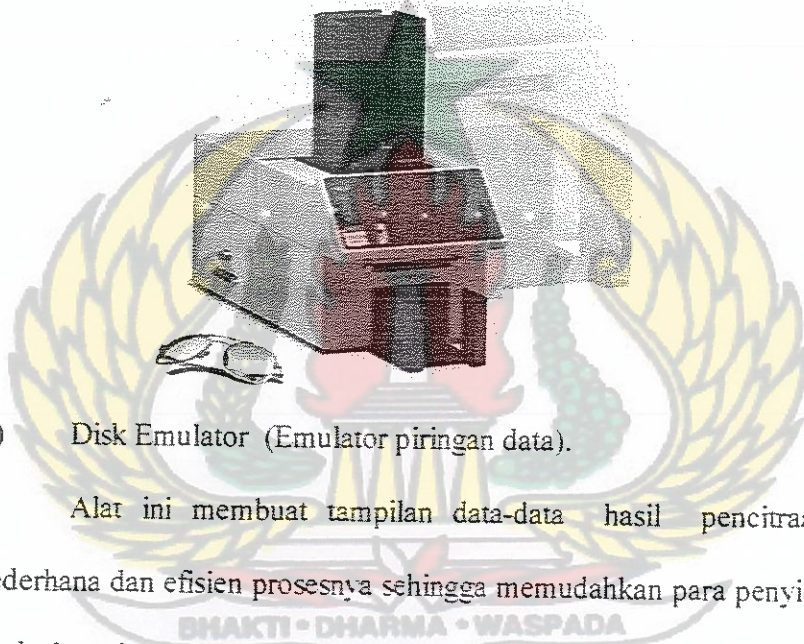 ) Disk Emulator (Emulator piringan data).
Alat ini membuat tampilan data-data hasil pencitraa
ederhana dan efisien prosesnya sehingga memudahkan para penyi
BHAKTI • DHARMA • WASPADA